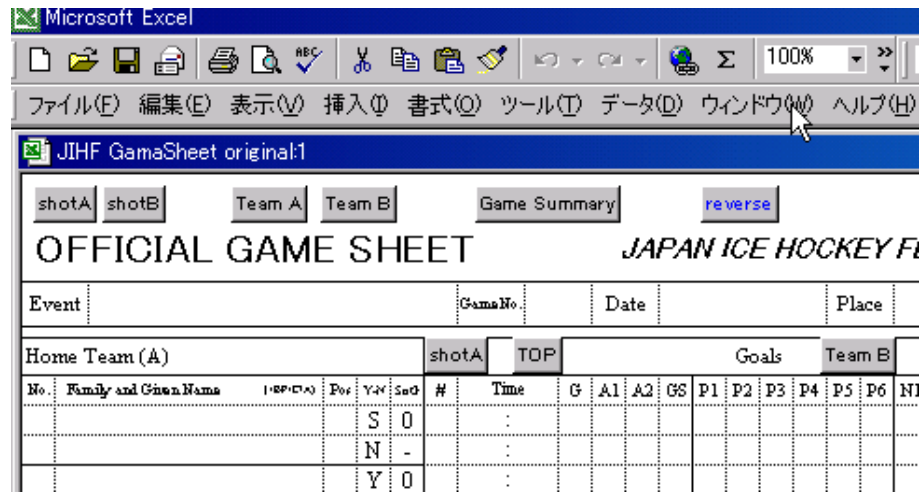 Microsoft Excel
ABC Σ 100% »
ファイル(F) 編集(E) 表示(V) 挿入(I) 書式(O) ツール(T) データ(D) ウィンドウ(W) ヘルプ(H)
JIHF GamaSheet original:1
shotA shotB Team A Team B Game Summary reverse
OFFICIAL GAME SHEET JAPAN ICE HOCKEY
Event GameNo. Date Place
Home Team (A) shotA TOP Goals Team B
No. Family and Given Name Pos Y-N # Time G A1 A2 GS P1 P2 P3 P4 P5 P6
S 0 :
N - :
Y 0 :